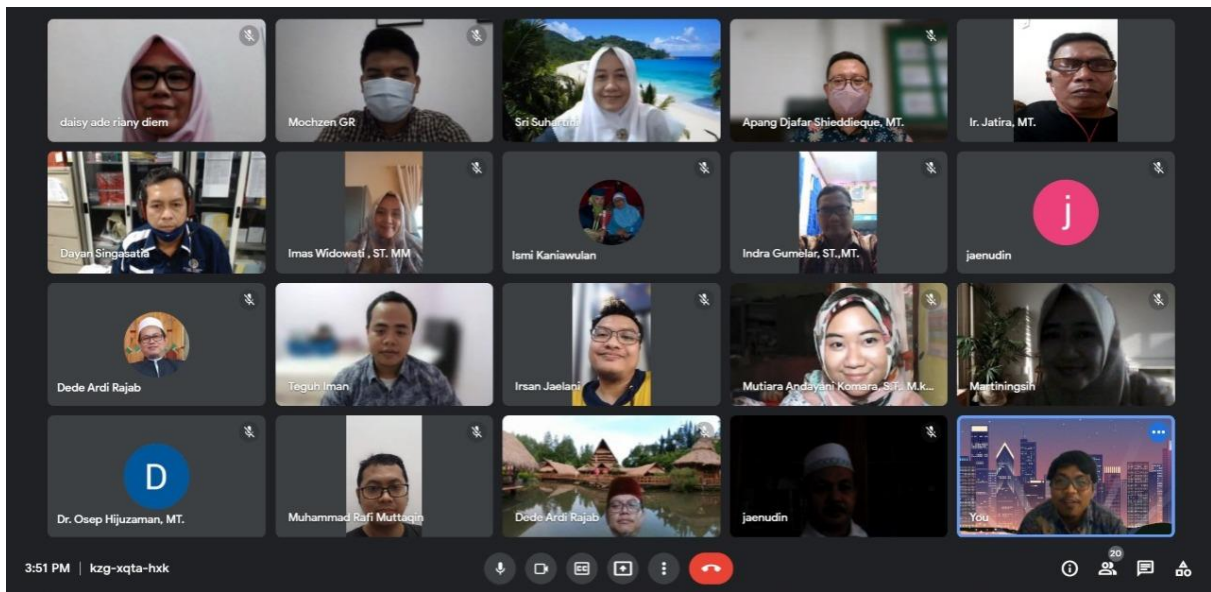 daisy ade riany diem
Mochzen GR
Sri Suhartini
Apang Djafar Shieddieque, MT.
Ir. Jatira, MT.
Dayan Singasatia
Imas Widowati , ST. MM
Ismi Kaniawulan
Indra Gumelar, ST.,MT.
j
jaenudin
Dede Ardi Rajab
Teguh Iman
Irsan Jaelani
Mutiara Andayani Komara, S.T., M.k...
Martiningsih
D
Dr. Osep Hijuzaman, MT.
Muhammad Rafi Muttaqin
Dede Ardi Rajab
jaenudin
You
3:51 PM | kzg-xqta-hxk
CC
20